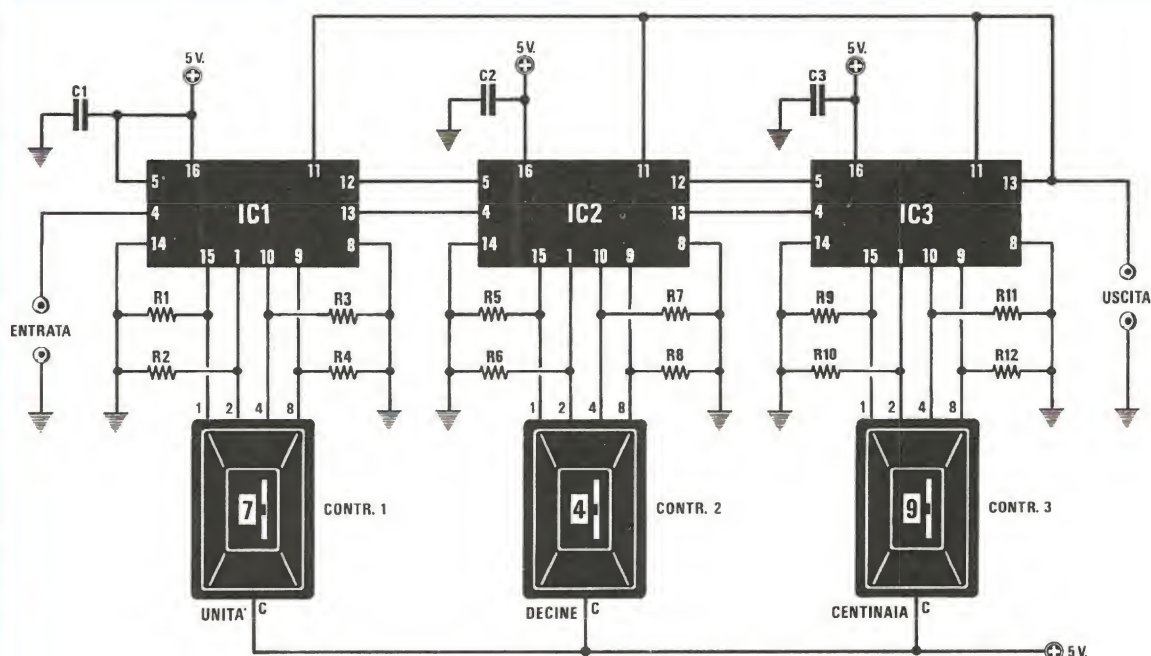 5 V.
5 V.
5 V.
C1
C2
C3
16
11
16
11
16
11
5
12
5
12
5
13
IC1
IC2
IC3
4
13
4
13
4
14
8
14
8
14
8
15
1
10
9
15
1
10
9
15
1
10
9
R1
R3
R5
R7
R9
R11
ENTRATA
USCITA
R2
R4
R6
R8
R10
R12
1
2
4
8
1
2
4
8
1
2
4
8
7
CONTR. 1
4
CONTR. 2
9
CONTR. 3
UNITA'
C
DECINE
C
CENTINAIA
C
5 V.